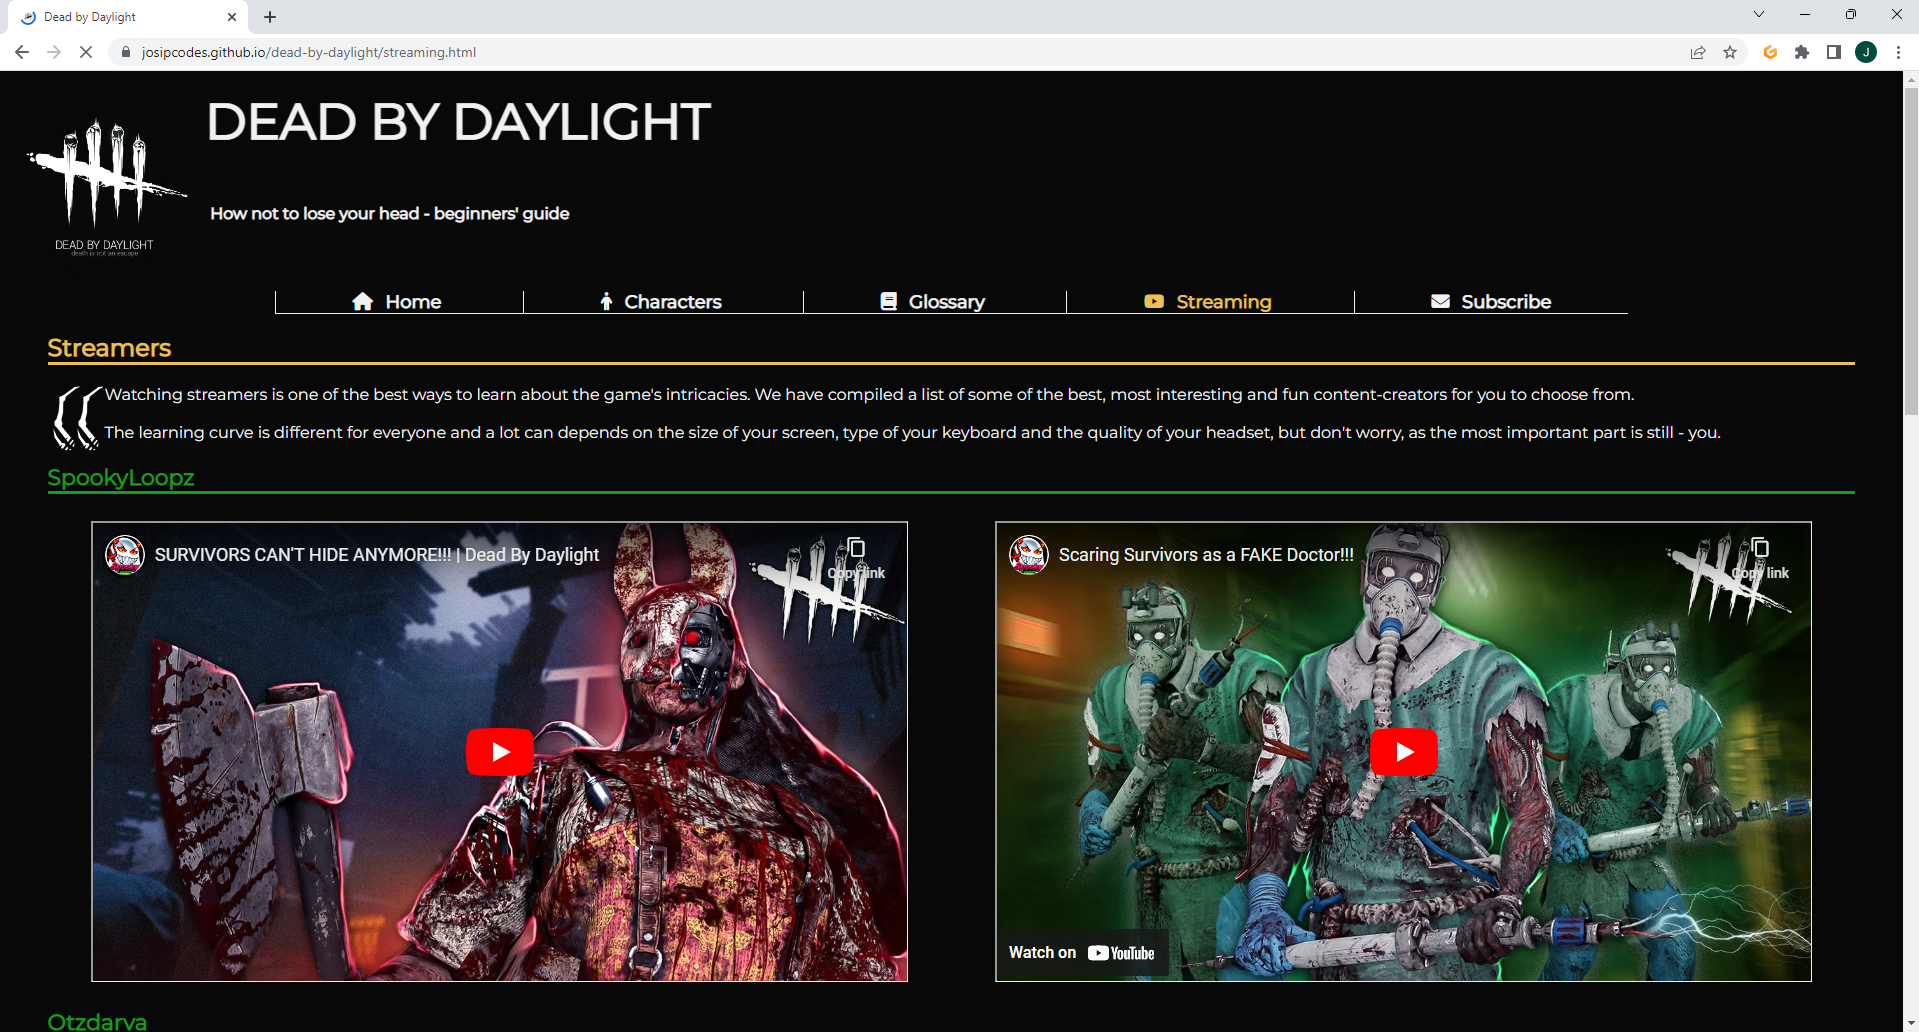 Dead by Daylight
josipcodes.github.io/dead-by-daylight/streaming.html
J
DEAD BY DAYLIGHT
How not to lose your head - beginners' guide
DEAD BY DAYLIGHT
death is not an escape
Home
Characters
Glossary
Streaming
Subscribe
Streamers
Watching streamers is one of the best ways to learn about the game's intricacies. We have compiled a list of some of the best, most interesting and fun content-creators for you to choose from.
The learning curve is different for everyone and a lot can depends on the size of your screen, type of your keyboard and the quality of your headset, but don't worry, as the most important part is still - you.
SpookyLoopz
SURVIVORS CAN'T HIDE ANYMORE!!! | Dead By Daylight
Copy link
Scaring Survivors as a FAKE Doctor!!!
Copy link
Watch on YouTube
Otzdarva